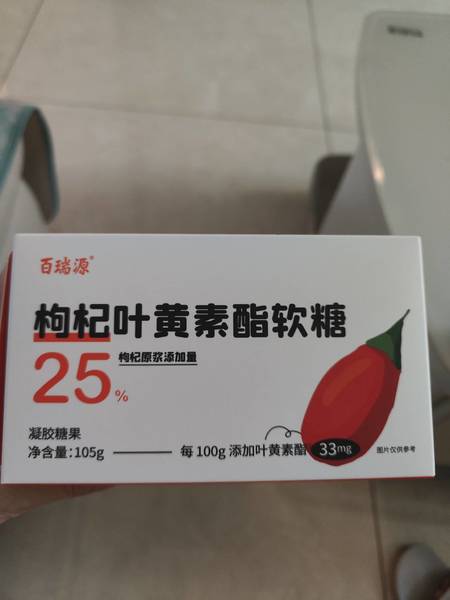 百瑞源®
枸杞叶黄素酯软糖
25%
枸杞原浆添加量
凝胶糖果
净含量:105g
每100g添加叶黄素酯 33mg
图片仅供参考